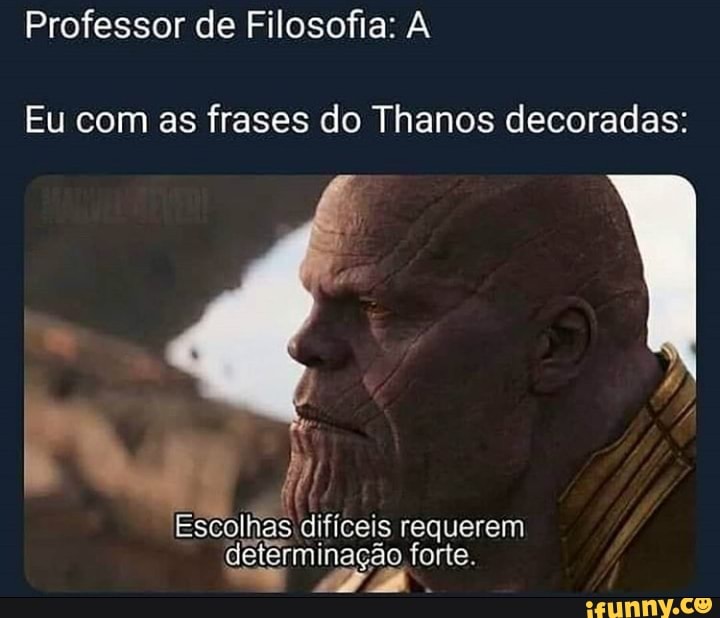 Professor de Filosofia: A
Eu com as frases do Thanos decoradas:
Escolhas difíceis requerem
determinação forte.
ifunny.co